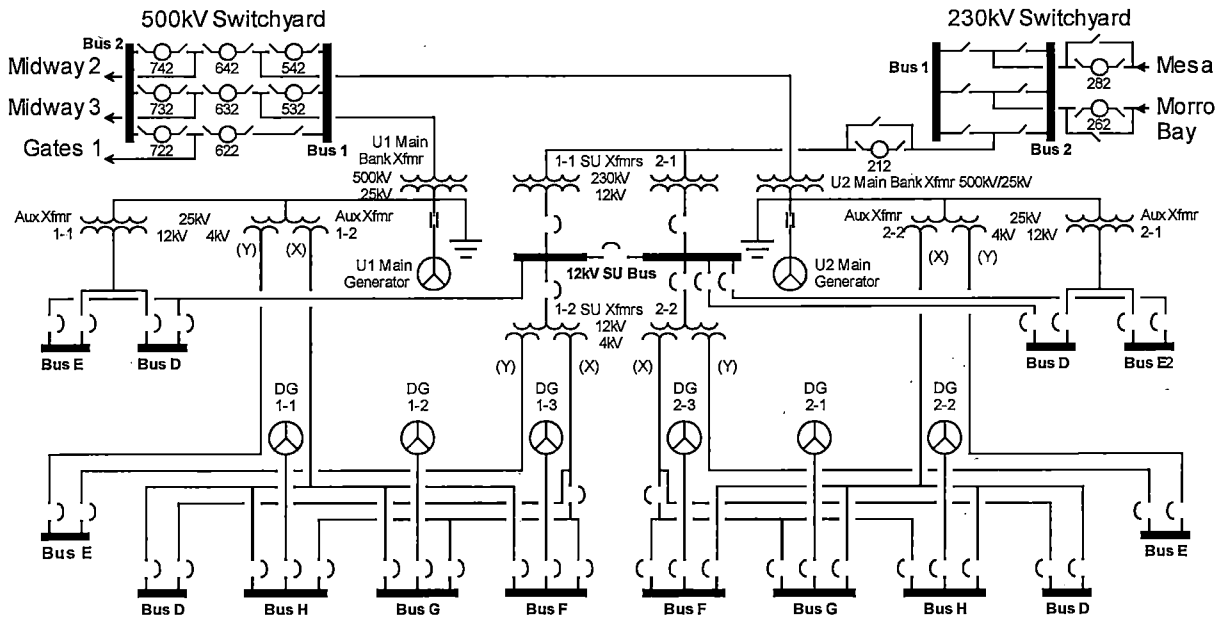 500kV Switchyard
230kV Switchyard
Bus 2
742
642
542
Midway 2
732
632
532
Midway 3
722
622
Gates 1
Bus 1
Bus 1
282
Mesa
262
Morro
Bay
Bus 2
212
U1 Main
Bank Xfmr
500kV
25kV
1-1 SU Xfmrs 2-1
230kV
12kV
U2 Main Bank Xfmr 500kV/25kV
Aux Xfmr
1-1
25kV
12kV 4kV
(Y)
(X)
Aux Xfmr
1-2
U1 Main
Generator
12kV SU Bus
U2 Main
Generator
Aux Xfmr
2-2
(X)
(Y)
25kV
4kV 12kV
Aux Xfmr
2-1
1-2 SU Xfmrs 2-2
12kV
4kV
(Y)
(X)
(X)
(Y)
Bus E
Bus D
Bus D
Bus E2
DG
1-1
DG
1-2
DG
1-3
DG
2-3
DG
2-1
DG
2-2
Bus E
Bus E
Bus D
Bus H
Bus G
Bus F
Bus F
Bus G
Bus H
Bus D